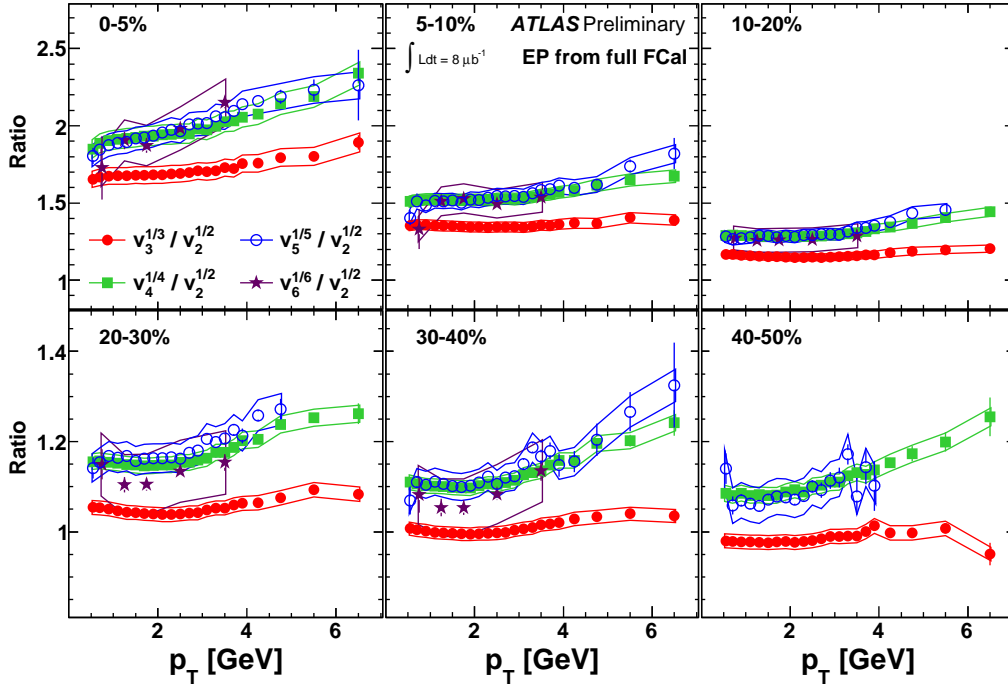 0-5%
5-10%
ATLAS Preliminary
∫ Ldt = 8 μb⁻¹
EP from full FCal
10-20%
Ratio
2.5
2
1.5
1
v₃^{1/3} / v₂^{1/2}
v₅^{1/5} / v₂^{1/2}
v₄^{1/4} / v₂^{1/2}
v₆^{1/6} / v₂^{1/2}
20-30%
30-40%
40-50%
Ratio
1.4
1.2
1
2 4 6
2 4 6
2 4 6
p_T [GeV]
p_T [GeV]
p_T [GeV]